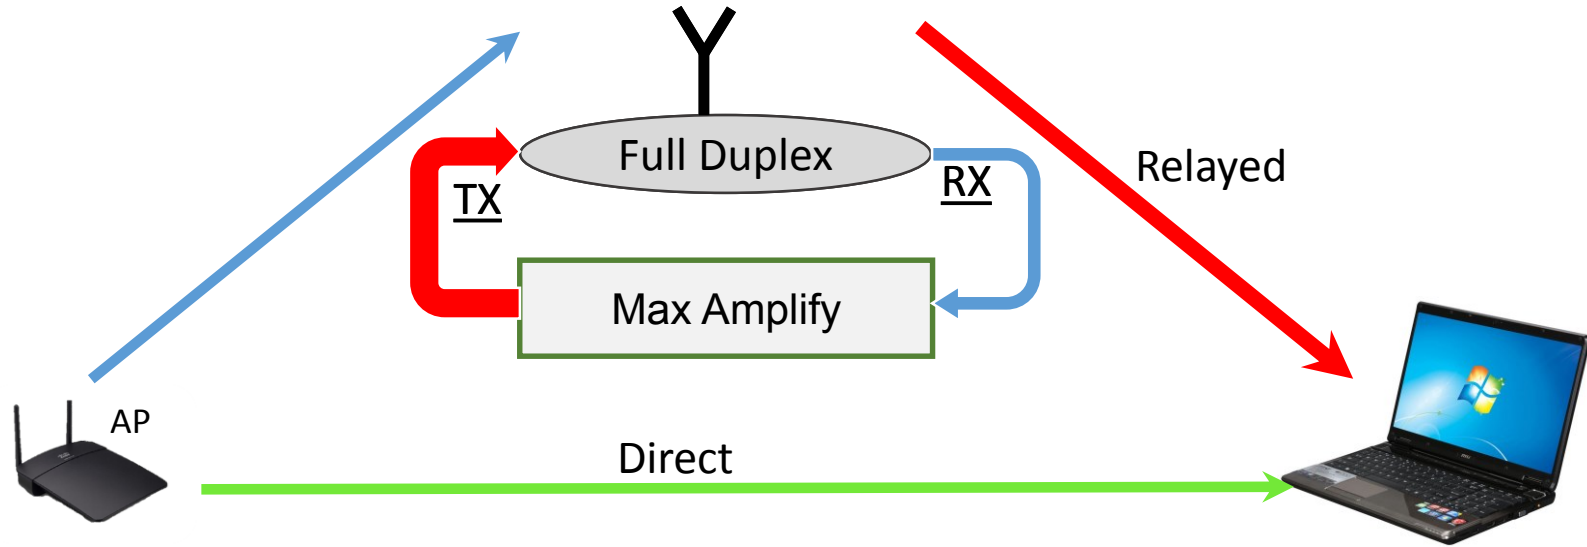 Full Duplex
TX
RX
Relayed
Max Amplify
AP
Direct